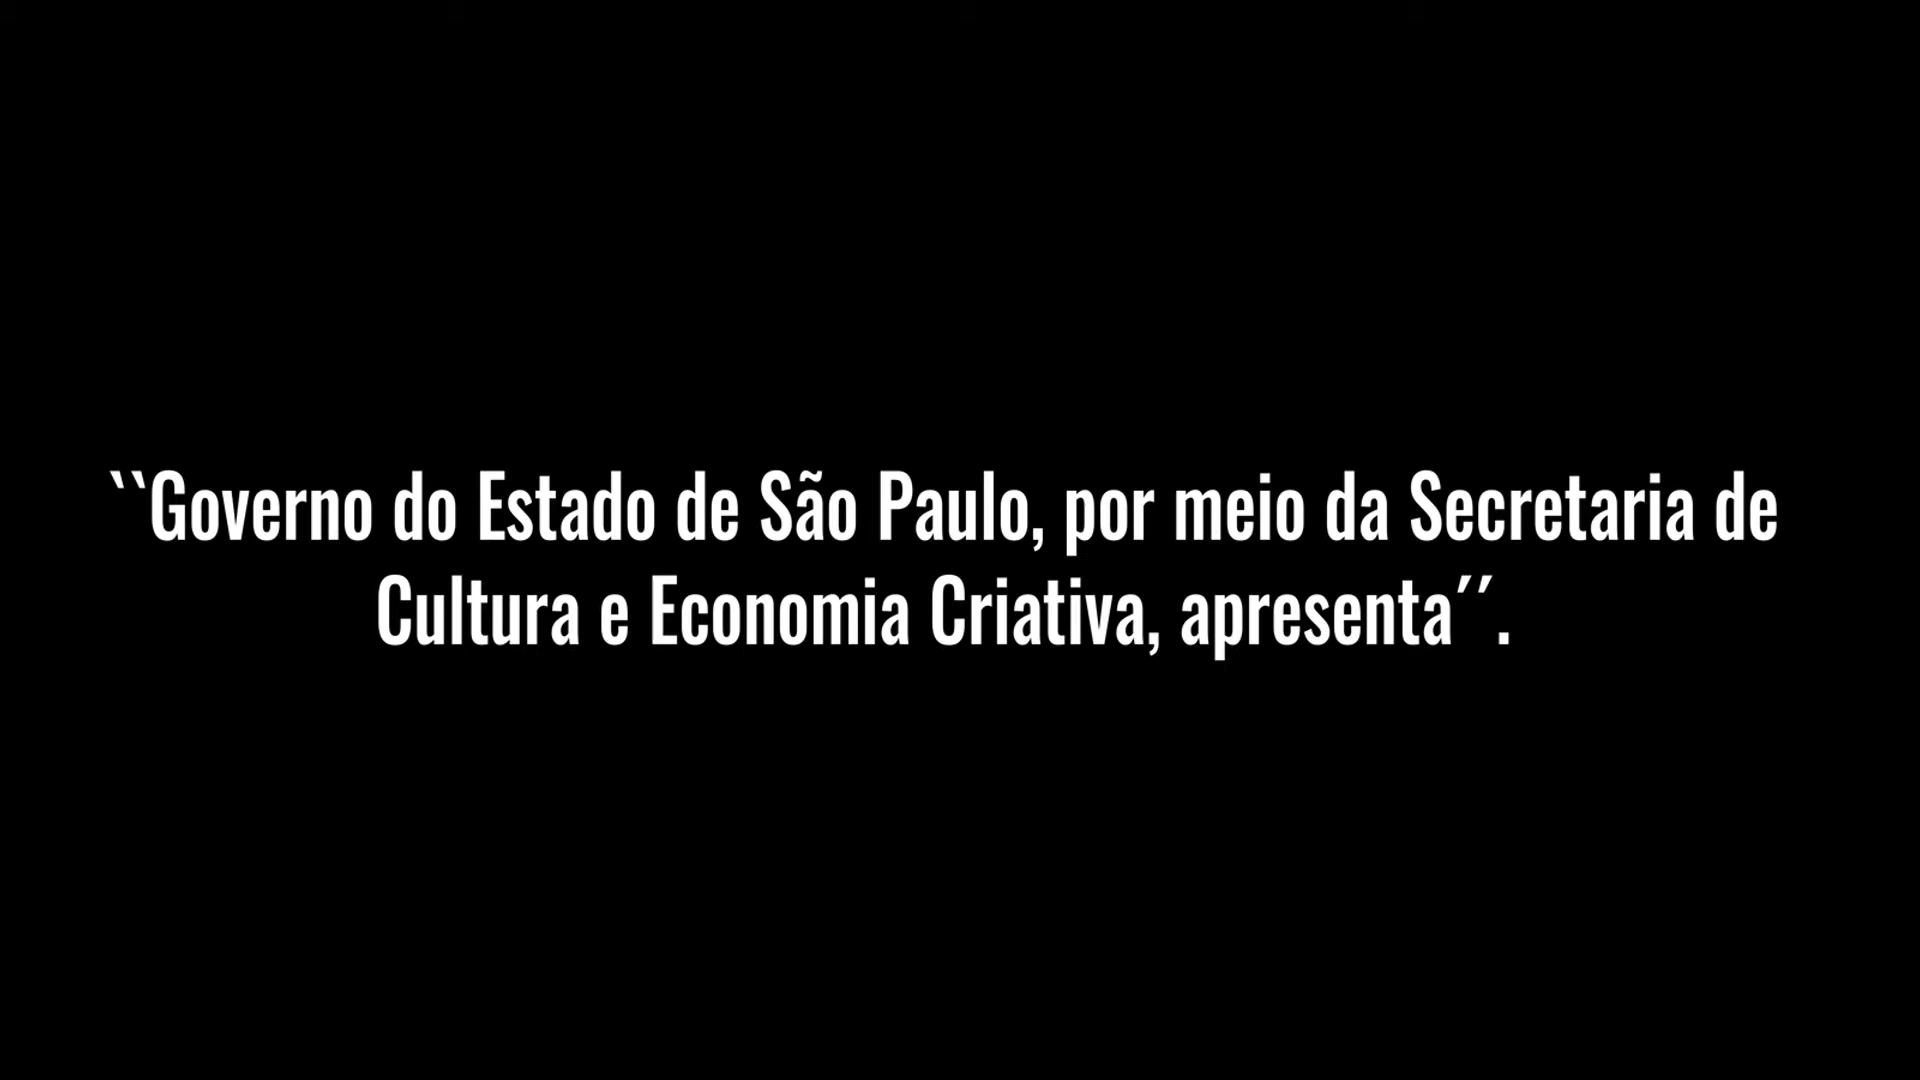 ``Governo do Estado de São Paulo, por meio da Secretaria de
Cultura e Economia Criativa, apresenta´´.